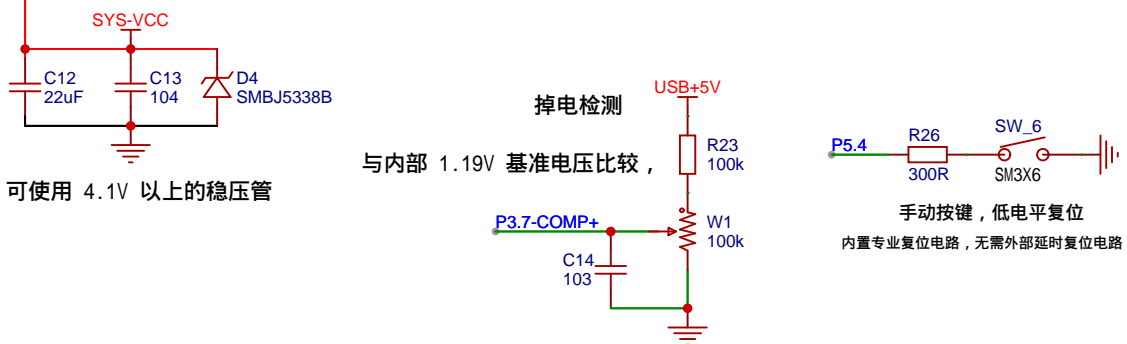 SYS-VCC
C12
22uF
C13
104
D4
SMBJ5338B
可使用 4.1V 以上的稳压管
掉电检测
与内部 1.19V 基准电压比较，
USB+5V
R23
100k
P3.7-COMP+
W1
100k
C14
103
P5.4
R26
300R
SW_6
SM3X6
手动按键，低电平复位
内置专业复位电路，无需外部延时复位电路